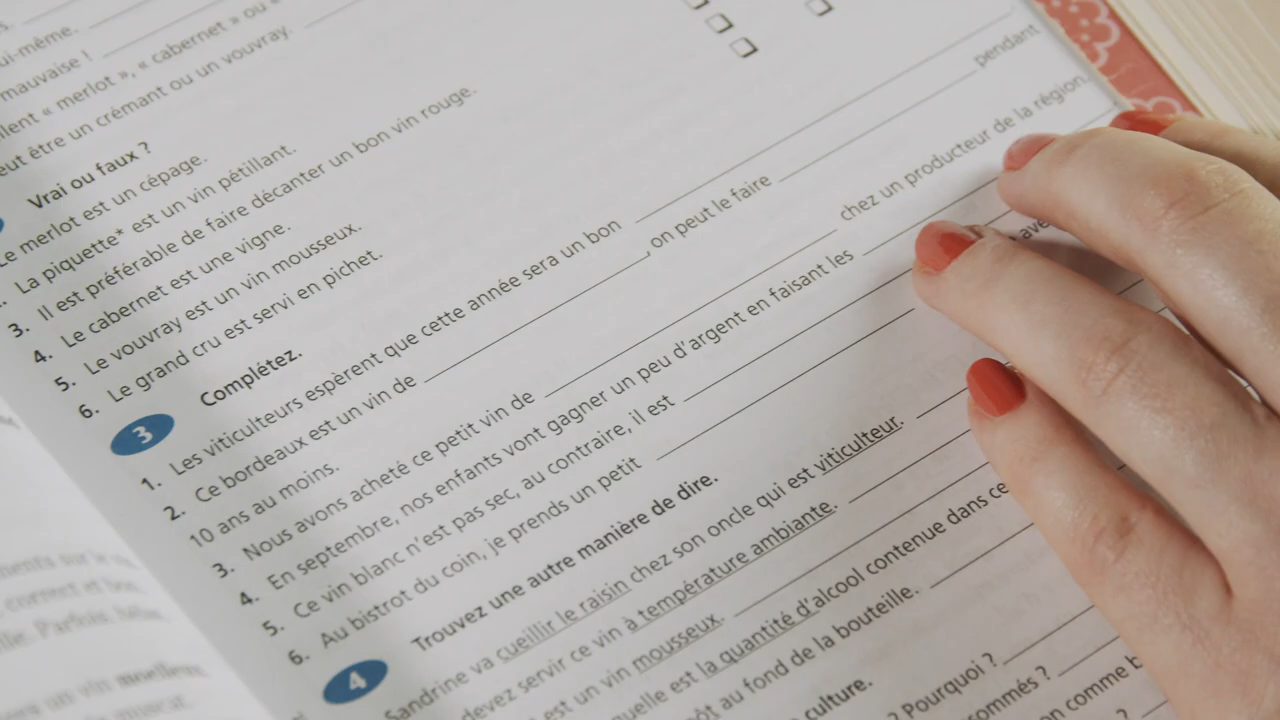 ui-même.
mauvaise !
« merlot », « cabernet » ou «
être un crémant ou un vouvray.
Vrai ou faux ?
Le merlot est un cépage.
La piquette* est un vin pétillant.
3. Il est préférable de faire décanter un bon vin rouge.
4. Le cabernet est une vigne.
5. Le vouvray est un vin mousseux.
6. Le grand cru est servi en pichet.
3 Complétez.
1. Les viticulteurs espèrent que cette année sera un bon
2. Ce bordeaux est un vin de , on peut le faire pendant
10 ans au moins.
3. Nous avons acheté ce petit vin de chez un producteur de la région.
4. En septembre, nos enfants vont gagner un peu d'argent en faisant les
5. Ce vin blanc n'est pas sec, au contraire, il est
6. Au bistrot du coin, je prends un petit
4 Trouvez une autre manière de dire.
Sandrine va cueillir le raisin chez son oncle qui est viticulteur.
devez servir ce vin à température ambiante.
est un vin mousseux.
quelle est la quantité d'alcool contenue dans ce
au fond de la bouteille.
culture.
? Pourquoi ?
?
comme